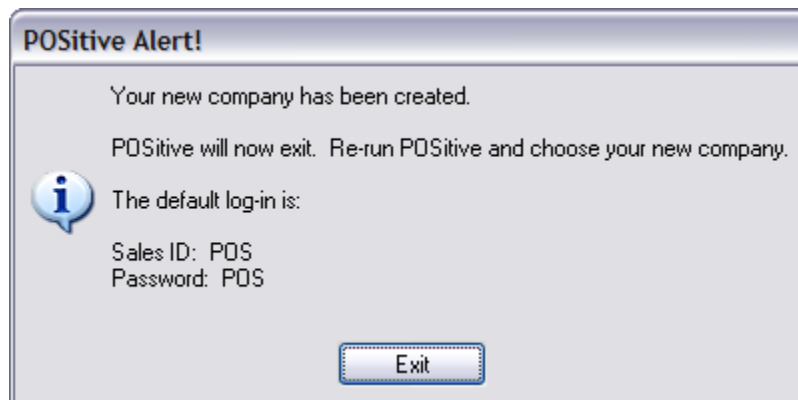 POSitive Alert!
Your new company has been created.
POSitive will now exit.  Re-run POSitive and choose your new company.
The default log-in is:
Sales ID:  POS
Password:  POS
Exit